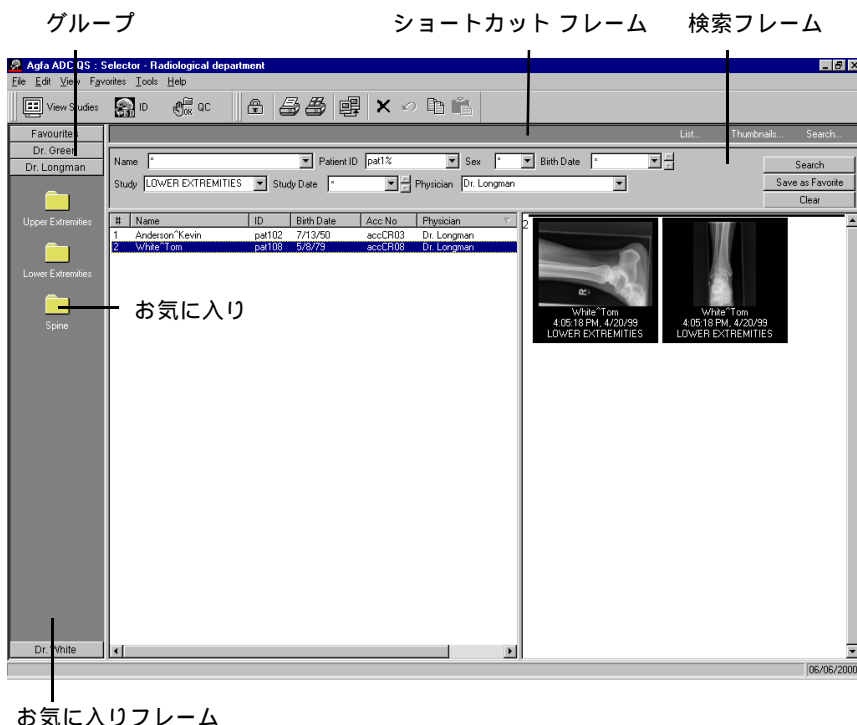 グループ ショートカット フレーム 検索フレーム
Agfa ADC QS : Selector - Radiological department
File Edit View Favorites Tools Help
View Studies ID OK QC
Favourites List... Thumbnails... Search...
Dr. Green
Dr. Longman
Name * Patient ID pat1% Sex * Birth Date * Search
Study LOWER EXTREMITIES Study Date * Physician Dr. Longman Save as Favorite
Clear
Upper Extremities
Lower Extremities
Spine
# Name ID Birth Date Acc No Physician
1 Anderson^Kevin pat102 7/13/50 accCR03 Dr. Longman
2 White^Tom pat108 5/8/79 accCR08 Dr. Longman
2
R
White^Tom
4:05:18 PM, 4/20/99
LOWER EXTREMITIES
White^Tom
4:05:18 PM, 4/20/99
LOWER EXTREMITIES
お気に入り
Dr. White
06/06/2000
お気に入りフレーム